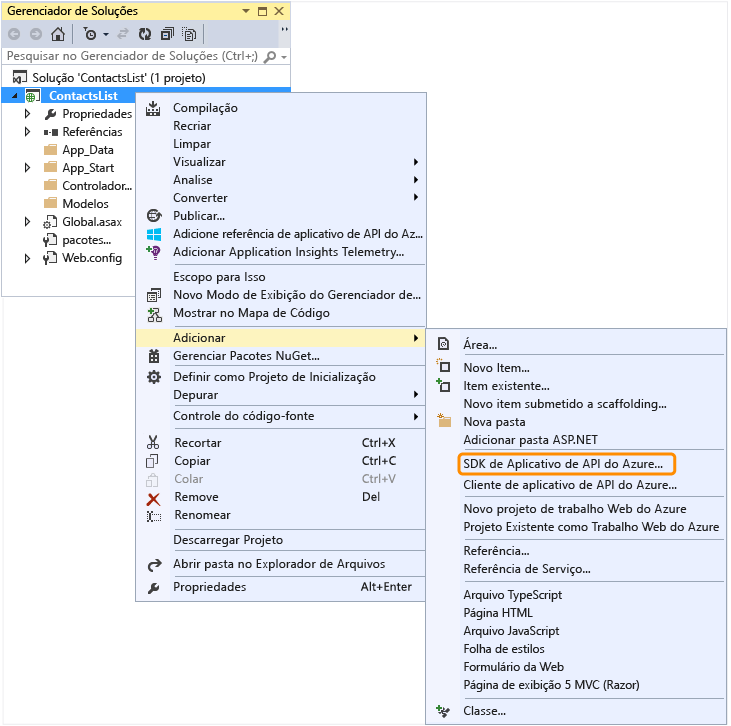 Gerenciador de Soluções
Pesquisar no Gerenciador de Soluções (Ctrl+;)
Solução 'ContactsList' (1 projeto)
ContactsList
Propriedades
Referências
App_Data
App_Start
Controlador...
Modelos
Global.asax
pacotes...
Web.config
Compilação
Recriar
Limpar
Visualizar
Analise
Converter
Publicar...
Adicione referência de aplicativo de API do Az...
Adicionar Application Insights Telemetry...
Escopo para Isso
Novo Modo de Exibição do Gerenciador de...
Mostrar no Mapa de Código
Adicionar
Gerenciar Pacotes NuGet...
Definir como Projeto de Inicialização
Depurar
Controle do código-fonte
Recortar Ctrl+X
Copiar Ctrl+C
Colar Ctrl+V
Remove Del
Renomear
Descarregar Projeto
Abrir pasta no Explorador de Arquivos
Propriedades Alt+Enter
Área...
Novo Item...
Item existente...
Novo item submetido a scaffolding...
Nova pasta
Adicionar pasta ASP.NET
SDK de Aplicativo de API do Azure...
Cliente de aplicativo de API do Azure...
Novo projeto de trabalho Web do Azure
Projeto Existente como Trabalho Web do Azure
Referência...
Referência de Serviço...
Arquivo TypeScript
Página HTML
Arquivo JavaScript
Folha de estilos
Formulário da Web
Página de exibição 5 MVC (Razor)
Classe...